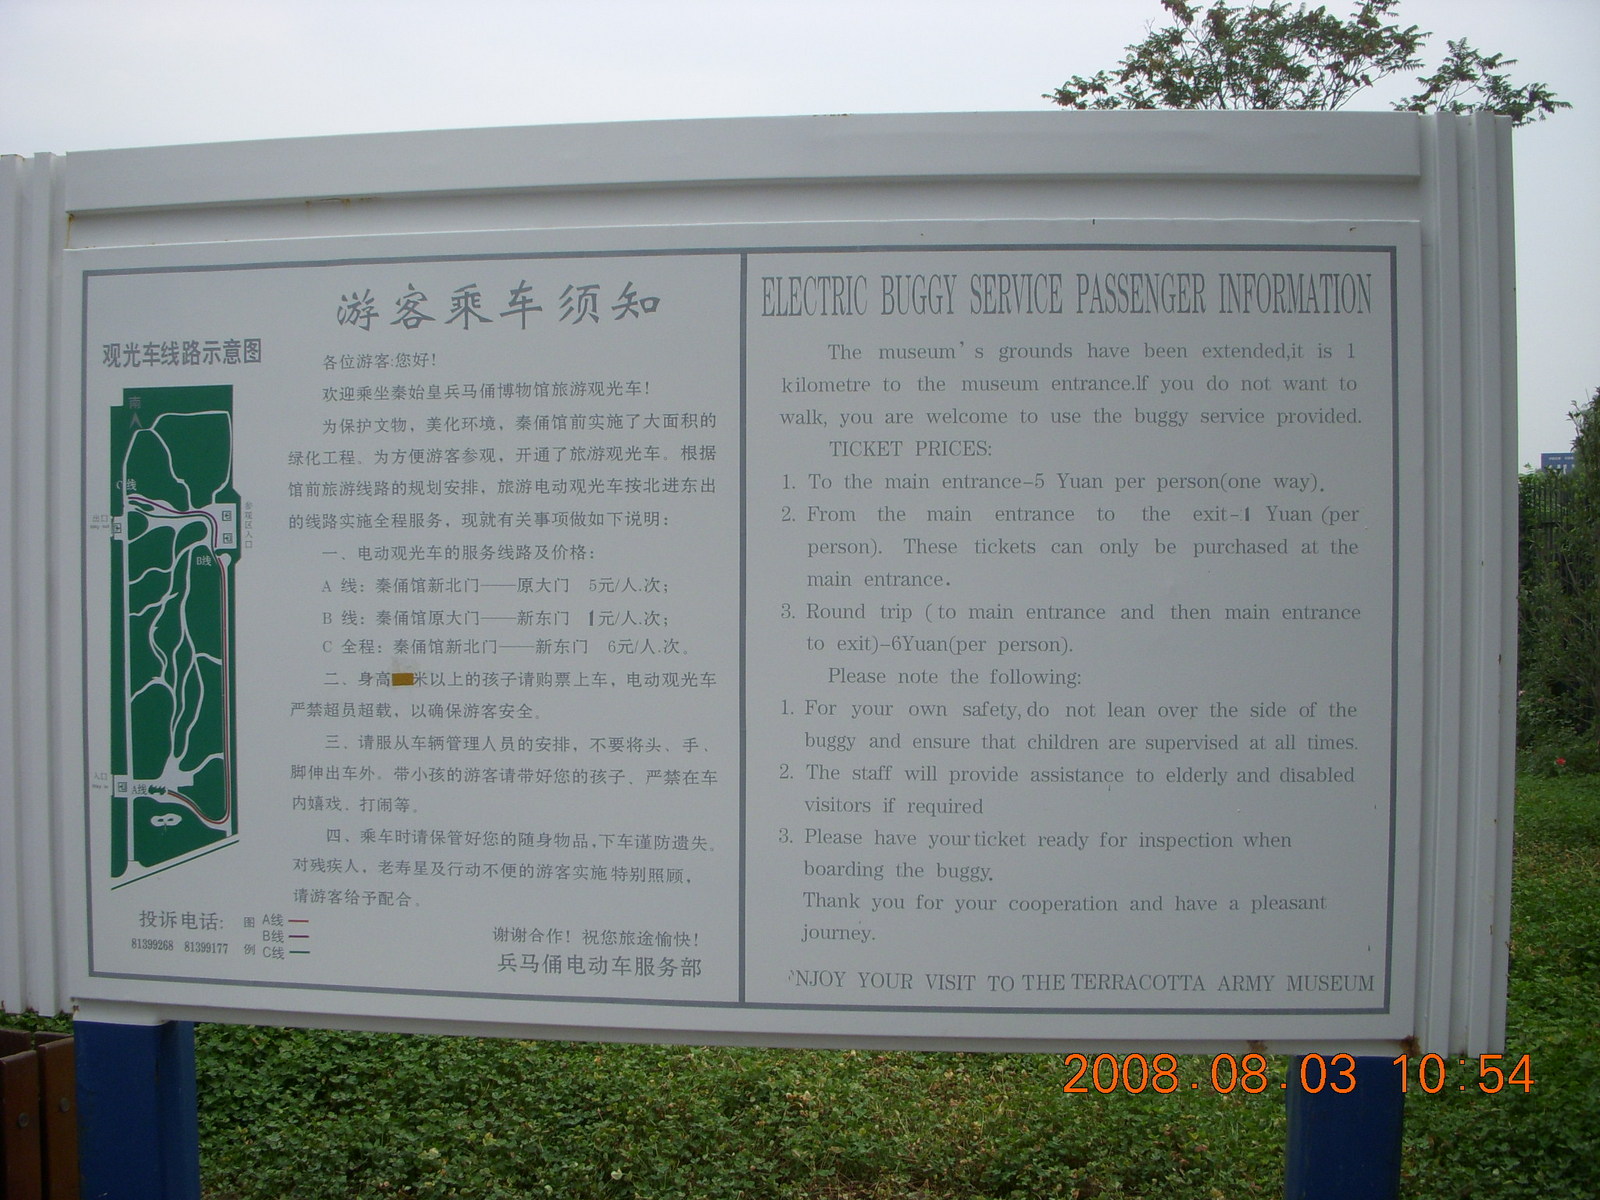 游客乘车须知
观光车线路示意图
各位游客:您好!
欢迎乘坐秦始皇兵马俑博物馆旅游观光车!
为保护文物，美化环境，秦俑馆前实施了大面积的
绿化工程、为方便游客参观，开通了旅游观光车。根据
馆前旅游线路的规划安排，旅游电动观光车按北进东出
的线路实施全程服务，现就有关事项做如下说明:
一、电动观光车的服务线路及价格:
A 线: 秦俑馆新北门——原大门 5元/人.次;
B 线: 秦俑馆原大门——新东门 1元/人.次;
C 全程: 秦俑馆新北门——新东门 6元/人.次。
二、身高 米以上的孩子请购票上车，电动观光车
严禁超员超载，以确保游客安全。
三、请服从车辆管理人员的安排，不要将头、手、
脚伸出车外。带小孩的游客请带好您的孩子、严禁在车
内嬉戏、打闹等。
四、乘车时请保管好您的随身物品,下车谨防遗失。
对残疾人，老寿星及行动不便的游客实施特别照顾，
请游客给予配合。
谢谢合作! 祝您旅途愉快!
兵马俑电动车服务部
南
C线
出口
参观区入口
B线
入口
A线
投诉电话:
81399268 81399177
图例
A线
B线
C线
ELECTRIC BUGGY SERVICE PASSENGER INFORMATION
The museum's grounds have been extended,it is 1
kilometre to the museum entrance.If you do not want to
walk, you are welcome to use the buggy service provided.
TICKET PRICES:
1. To the main entrance-5 Yuan per person(one way).
2. From the main entrance to the exit-1 Yuan (per
person). These tickets can only be purchased at the
main entrance.
3. Round trip (to main entrance and then main entrance
to exit)-6Yuan(per person).
Please note the following:
1. For your own safety,do not lean over the side of the
buggy and ensure that children are supervised at all times.
2. The staff will provide assistance to elderly and disabled
visitors if required
3. Please have your ticket ready for inspection when
boarding the buggy.
Thank you for your cooperation and have a pleasant
journey.
NJOY YOUR VISIT TO THE TERRACOTTA ARMY MUSEUM
2008.08.03 10:54